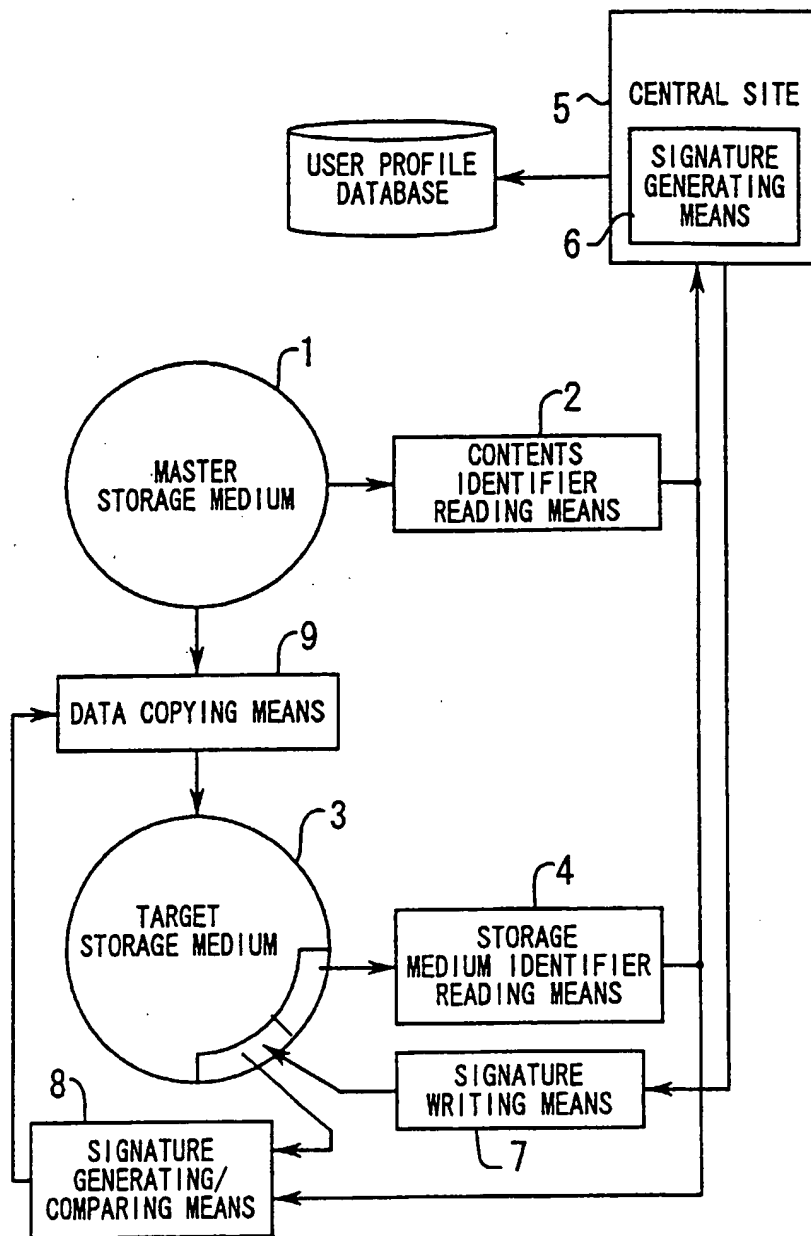 5
CENTRAL SITE
USER PROFILE
DATABASE
SIGNATURE
GENERATING
MEANS
6
1
MASTER
STORAGE MEDIUM
2
CONTENTS
IDENTIFIER
READING MEANS
9
DATA COPYING MEANS
3
TARGET
STORAGE MEDIUM
4
STORAGE
MEDIUM IDENTIFIER
READING MEANS
SIGNATURE
WRITING MEANS
7
8
SIGNATURE
GENERATING/
COMPARING MEANS